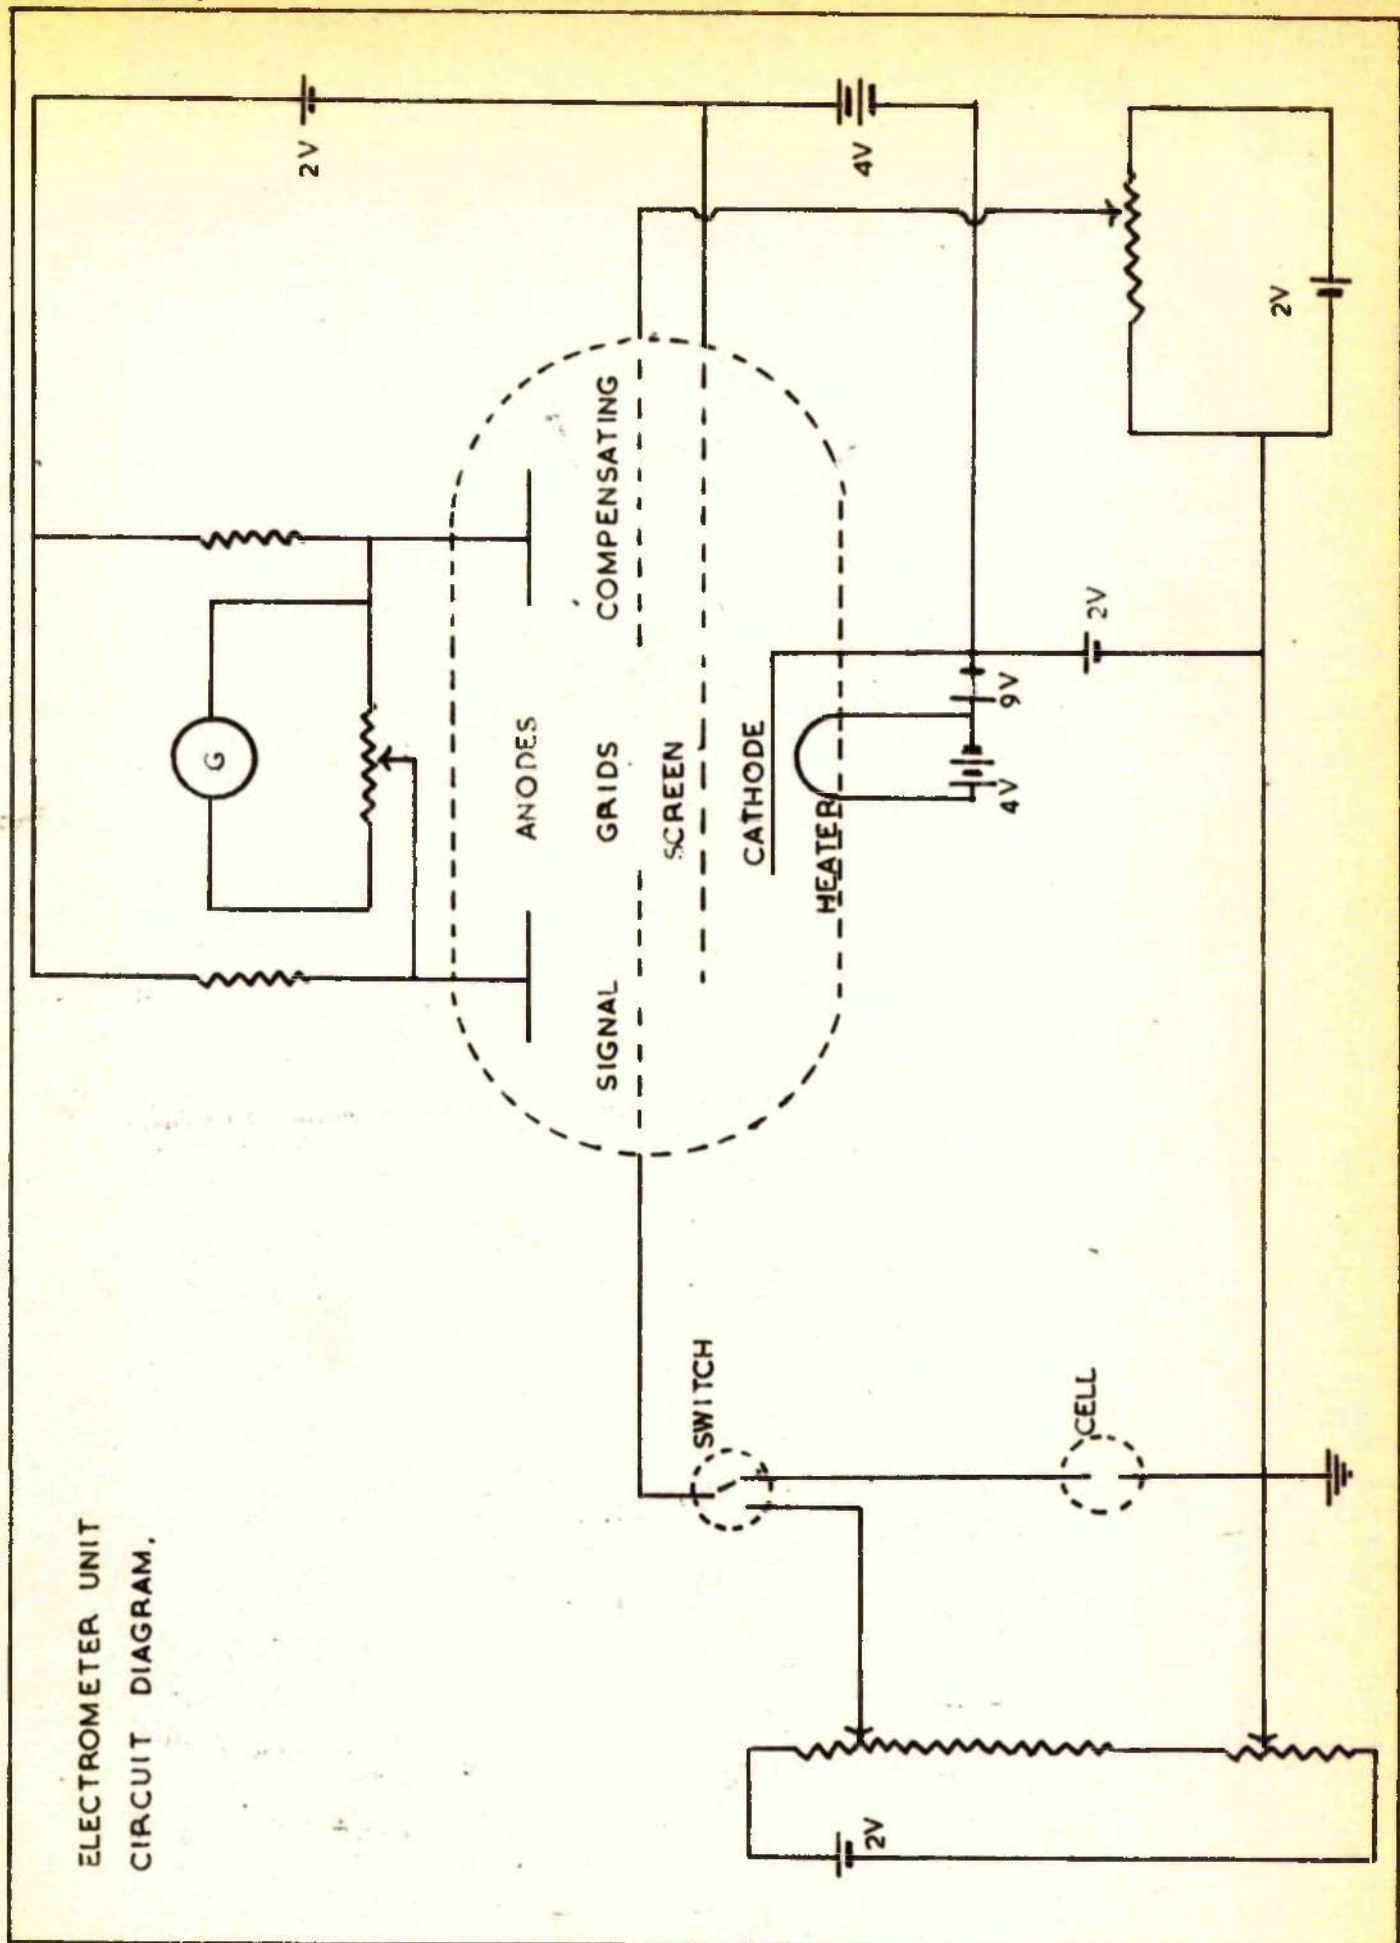 ELECTROMETER UNIT
CIRCUIT DIAGRAM.
G
2V
ANODES
SIGNAL GRIDS COMPENSATING
SCREEN
CATHODE
HEATER
4V
4V
9V
2V
2V
SWITCH
CELL
2V